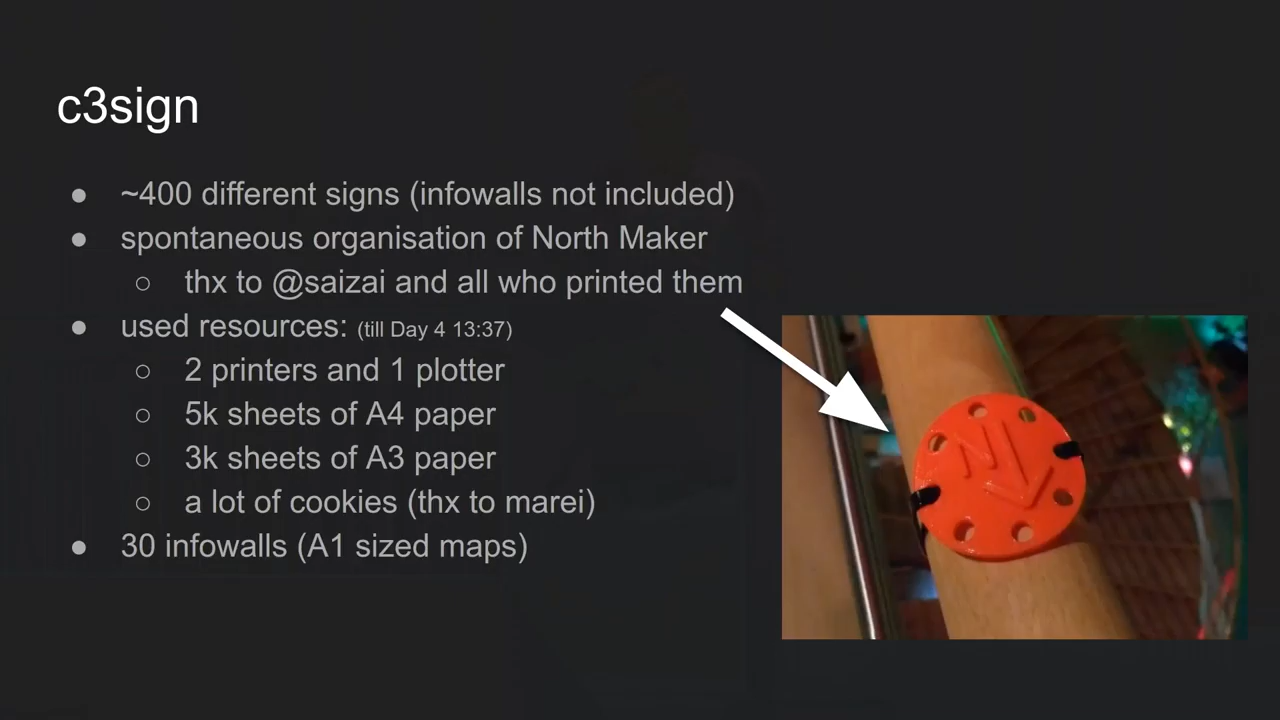 c3sign
● ~400 different signs (infowalls not included)
● spontaneous organisation of North Maker
○ thx to @saizai and all who printed them
● used resources: (till Day 4 13:37)
○ 2 printers and 1 plotter
○ 5k sheets of A4 paper
○ 3k sheets of A3 paper
○ a lot of cookies (thx to marei)
● 30 infowalls (A1 sized maps)
N